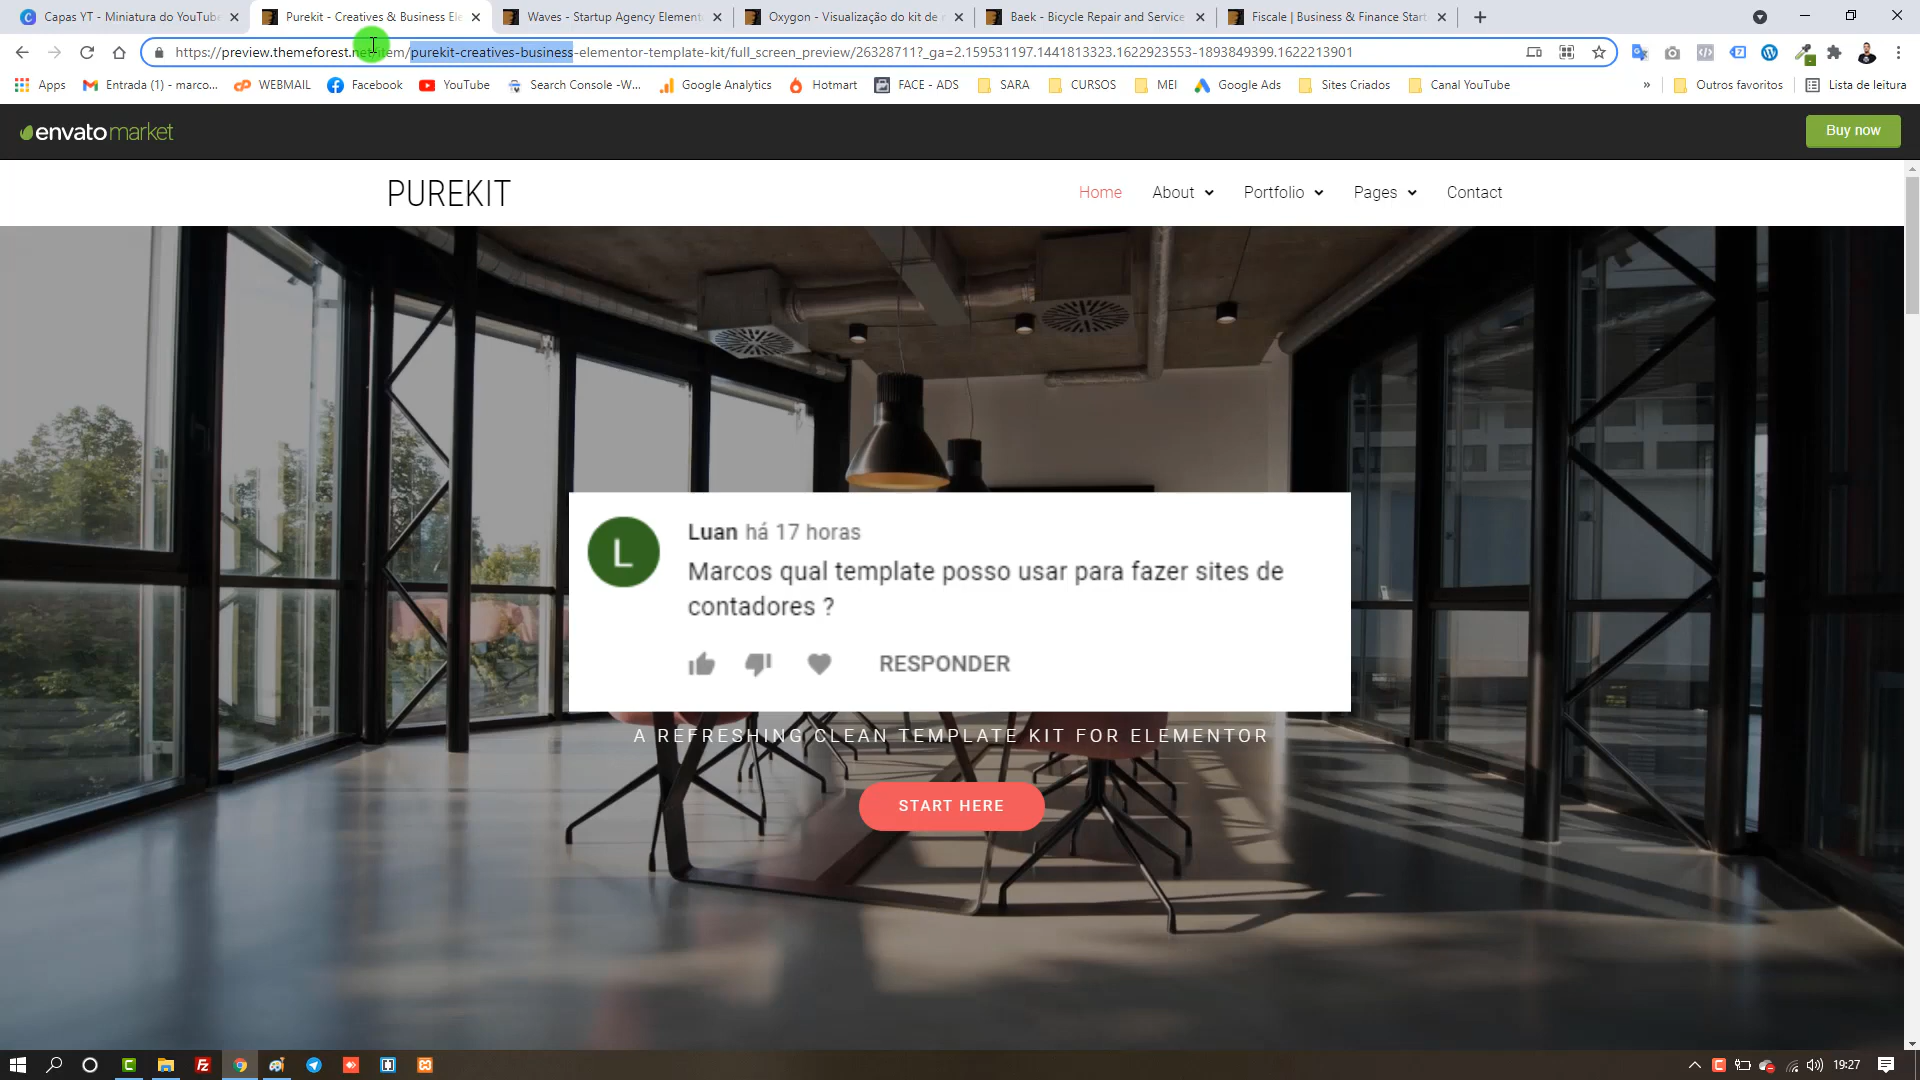 Capas YT - Miniatura do YouTube
Purekit - Creatives & Business Ele
Waves - Startup Agency Element
Oxygon - Visualização do kit de
Baek - Bicycle Repair and Service
Fiscale | Business & Finance Start
https://preview.themeforest.net/item/purekit-creatives-business-elementor-template-kit/full_screen_preview/26328711?_ga=2.159531197.1441813323.1622923553-1893849399.1622213901
Apps
Entrada (1) - marco...
WEBMAIL
Facebook
YouTube
Search Console -W...
Google Analytics
Hotmart
FACE - ADS
SARA
CURSOS
MEI
Google Ads
Sites Criados
Canal YouTube
»
Outros favoritos
Lista de leitura
envatomarket
Buy now
PUREKIT
Home
About
Portfolio
Pages
Contact
L
Luan há 17 horas
Marcos qual template posso usar para fazer sites de
contadores ?
RESPONDER
A REFRESHING CLEAN TEMPLATE KIT FOR ELEMENTOR
START HERE
19:27